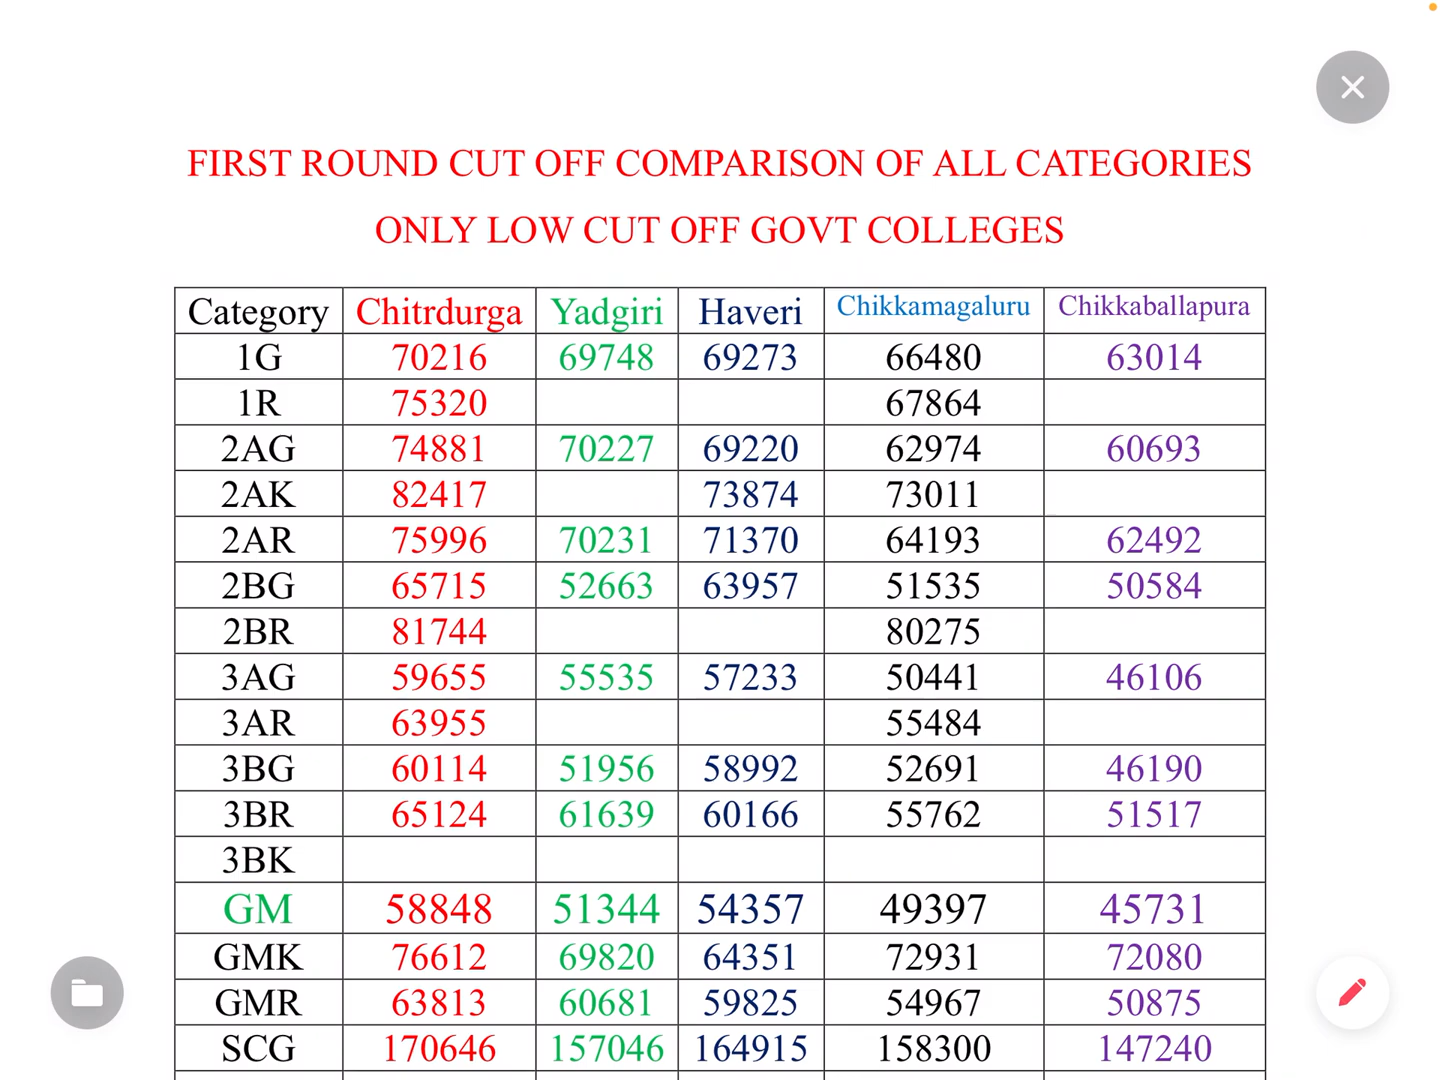 FIRST ROUND CUT OFF COMPARISON OF ALL CATEGORIES
ONLY LOW CUT OFF GOVT COLLEGES
Category Chitrdurga Yadgiri Haveri Chikkamagaluru Chikkaballapura
1G 70216 69748 69273 66480 63014
1R 75320 67864
2AG 74881 70227 69220 62974 60693
2AK 82417 73874 73011
2AR 75996 70231 71370 64193 62492
2BG 65715 52663 63957 51535 50584
2BR 81744 80275
3AG 59655 55535 57233 50441 46106
3AR 63955 55484
3BG 60114 51956 58992 52691 46190
3BR 65124 61639 60166 55762 51517
3BK
GM 58848 51344 54357 49397 45731
GMK 76612 69820 64351 72931 72080
GMR 63813 60681 59825 54967 50875
SCG 170646 157046 164915 158300 147240